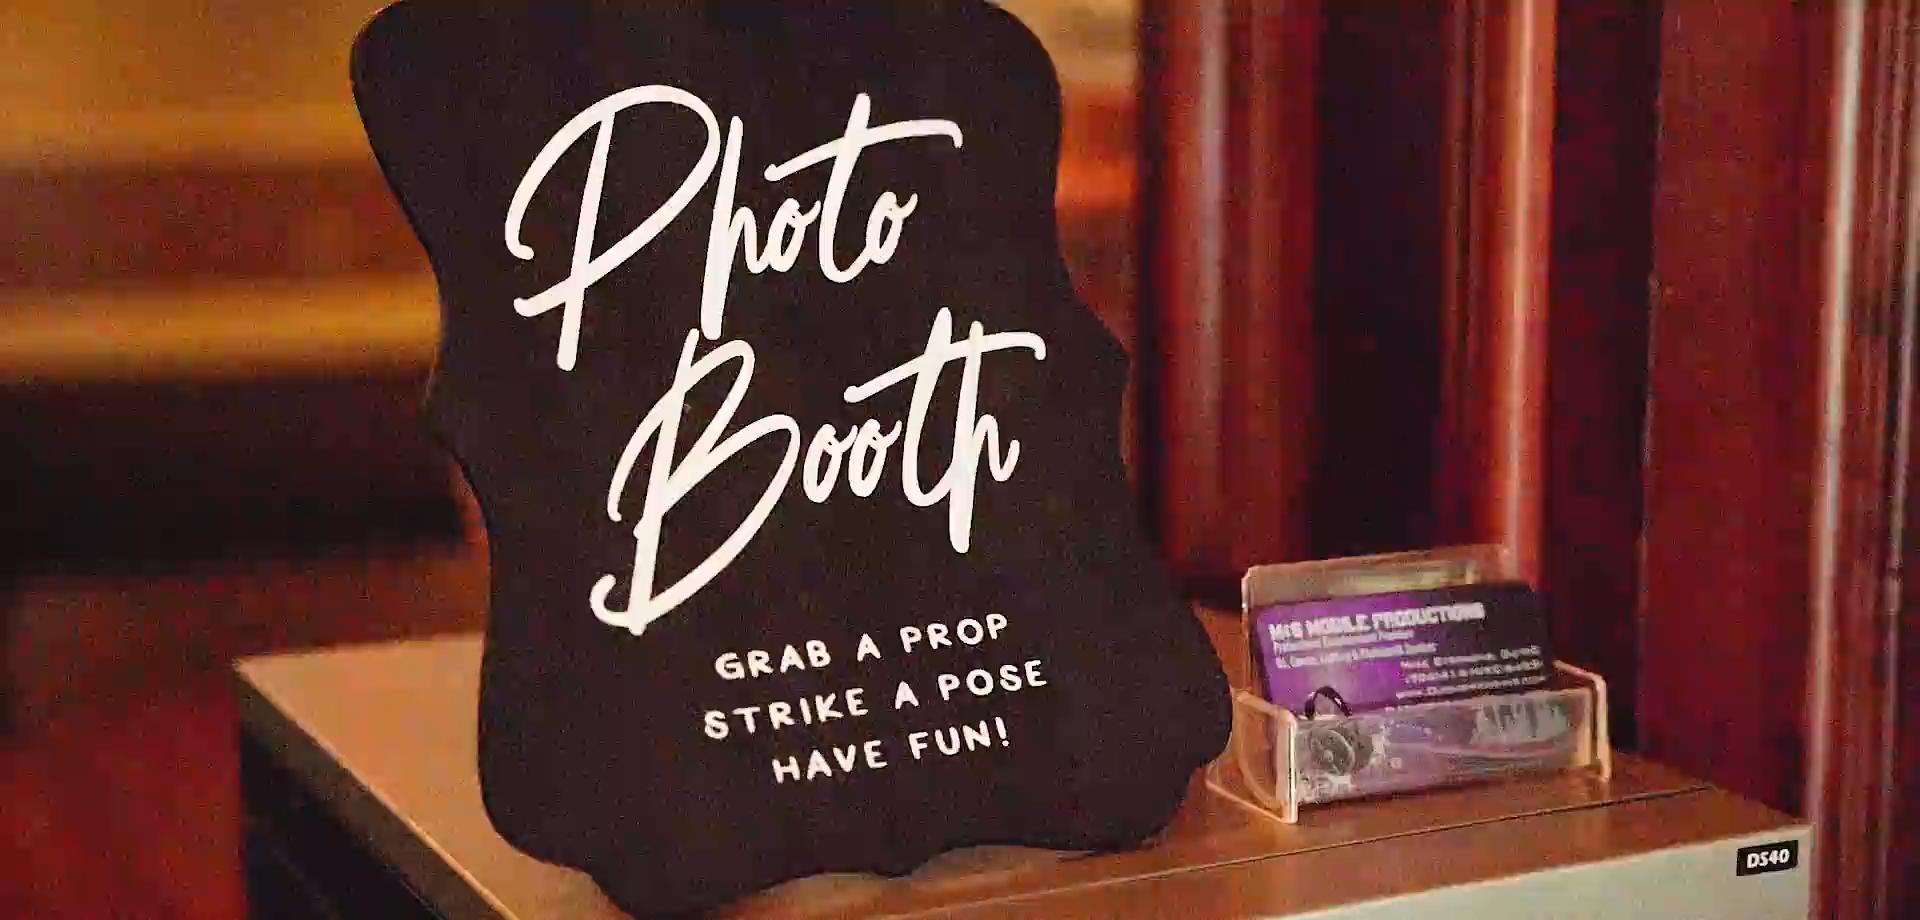 Photo
Booth
GRAB A PROP
STRIKE A POSE
HAVE FUN!
MOBILE PRODUCTIONS
DS40